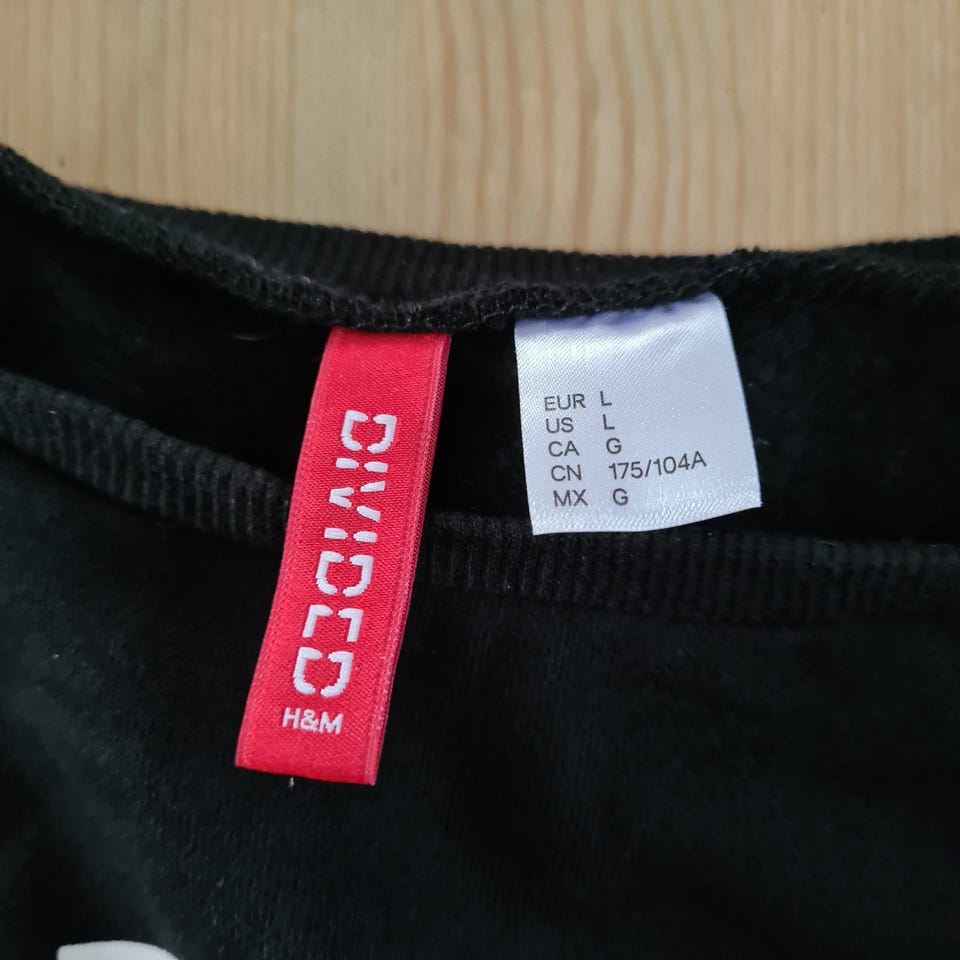 DIVIDED
H&M
EUR L
US L
CA G
CN 175/104A
MX G